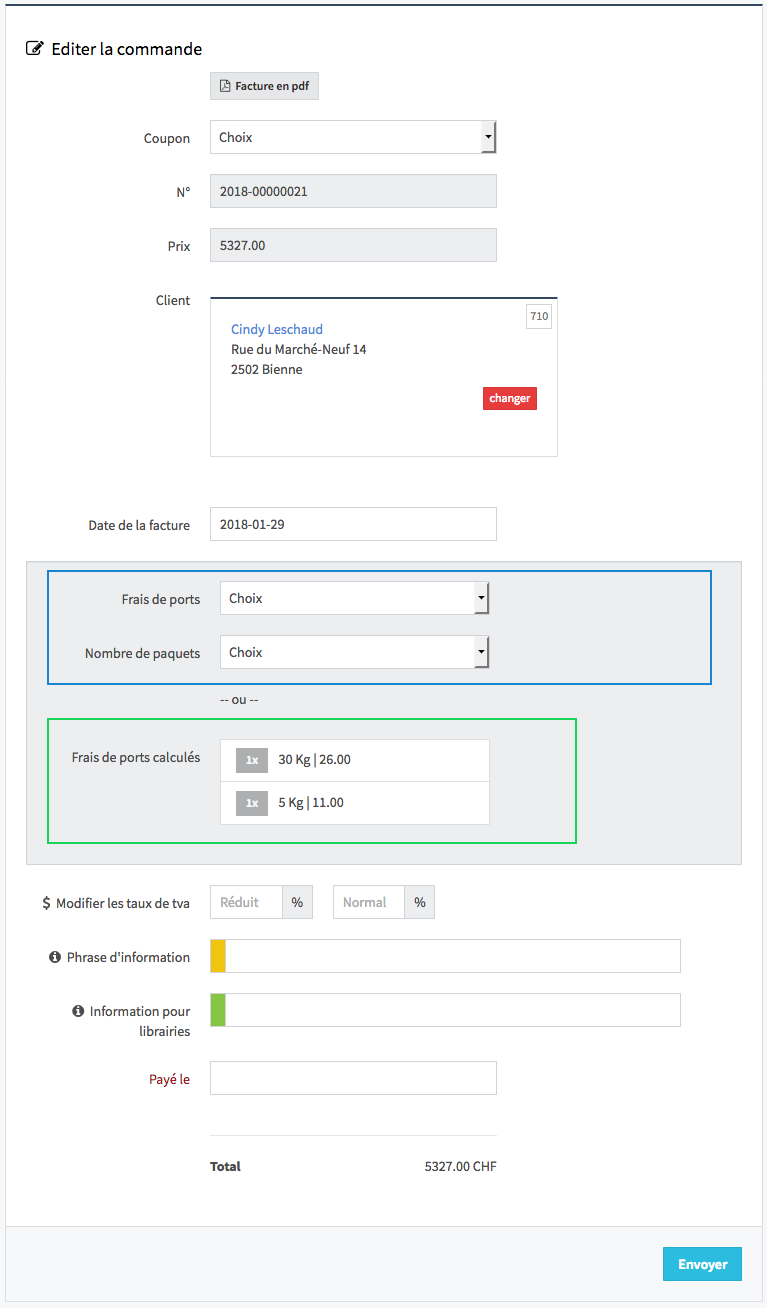 Editer la commande
Facture en pdf
Coupon Choix
N° 2018-00000021
Prix 5327.00
Client
710
Cindy Leschaud
Rue du Marché-Neuf 14
2502 Bienne
changer
Date de la facture 2018-01-29
Frais de ports Choix
Nombre de paquets Choix
-- ou --
Frais de ports calculés 1x 30 Kg | 26.00
1x 5 Kg | 11.00
$ Modifier les taux de tva Réduit % Normal %
Phrase d'information
Information pour
librairies
Payé le
Total 5327.00 CHF
Envoyer